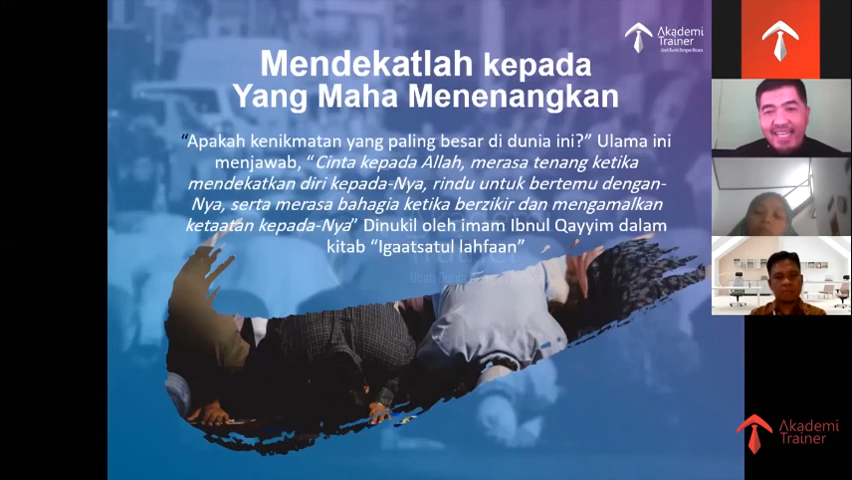 Akademi
Trainer
Mendekatlah kepada
Yang Maha Menenangkan
"Apakah kenikmatan yang paling besar di dunia ini?" Ulama ini
menjawab, "Cinta kepada Allah, merasa tenang ketika
mendekatkan diri kepada-Nya, rindu untuk bertemu dengan-
Nya, serta merasa bahagia ketika berzikir dan mengamalkan
ketaatan kepada-Nya" Dinukil oleh imam Ibnul Qayyim dalam
kitab "Igaatsatul lahfaan"
Akademi
Trainer